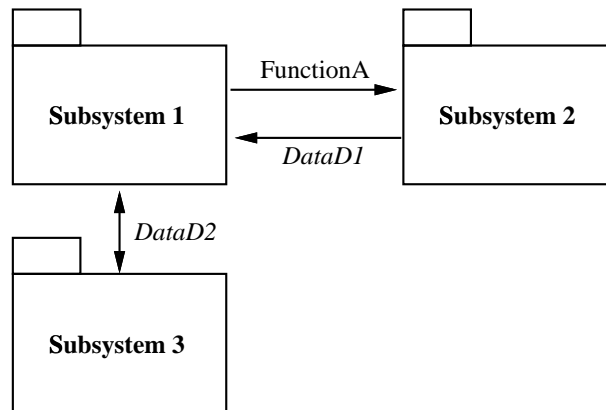 FunctionA
Subsystem 1
Subsystem 2
DataD1
DataD2
Subsystem 3